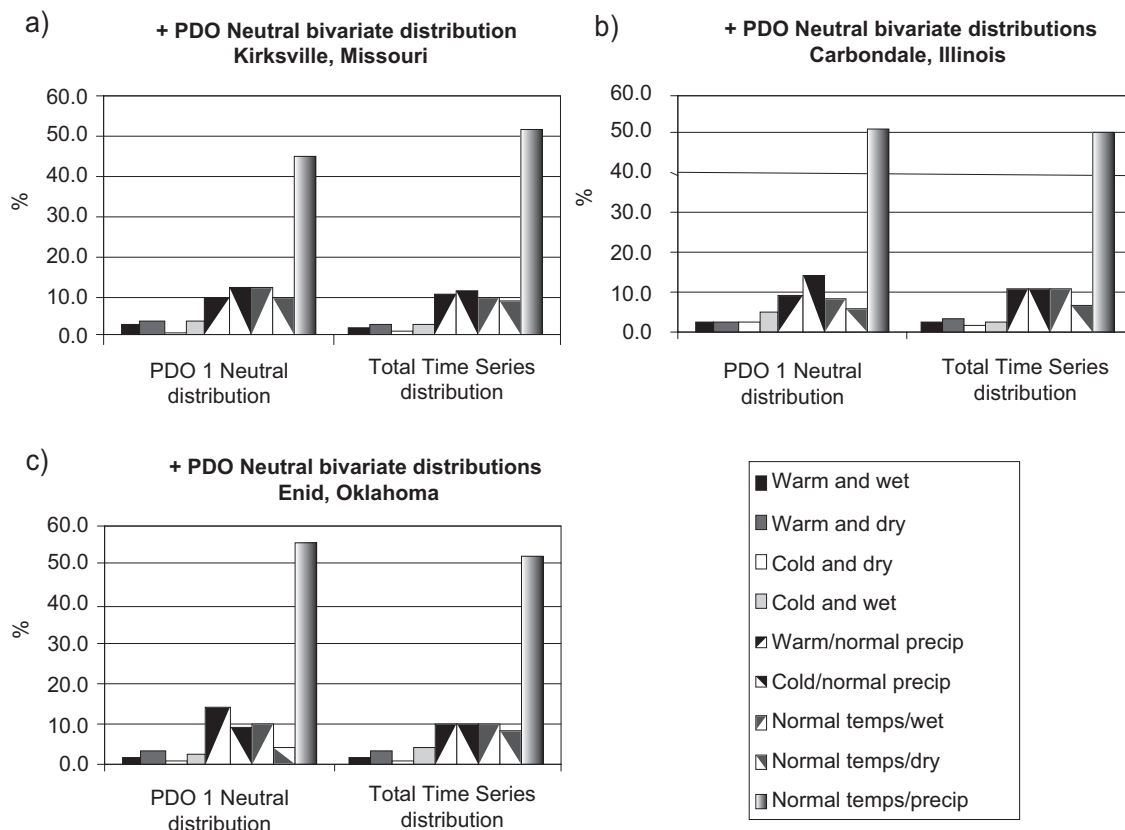 a)
+ PDO Neutral bivariate distribution
Kirksville, Missouri
60.0
50.0
40.0
30.0
20.0
10.0
0.0
%
PDO 1 Neutral
distribution
Total Time Series
distribution
b)
+ PDO Neutral bivariate distributions
Carbondale, Illinois
60.0
50.0
40.0
30.0
20.0
10.0
0.0
%
PDO 1 Neutral
distribution
Total Time Series
distribution
c)
+ PDO Neutral bivariate distributions
Enid, Oklahoma
60.0
50.0
40.0
30.0
20.0
10.0
0.0
%
PDO 1 Neutral
distribution
Total Time Series
distribution
Warm and wet
Warm and dry
Cold and dry
Cold and wet
Warm/normal precip
Cold/normal precip
Normal temps/wet
Normal temps/dry
Normal temps/precip